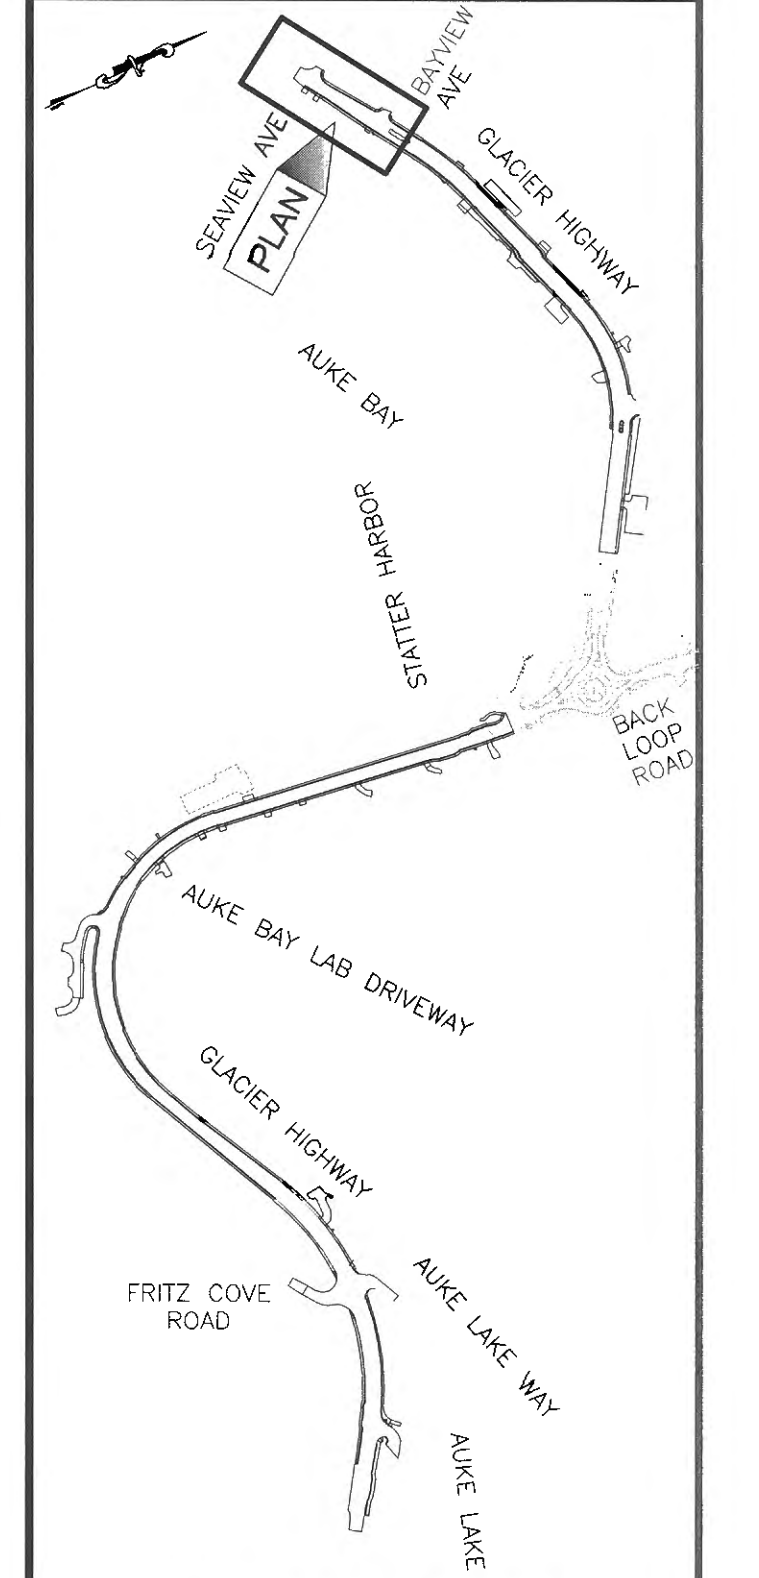 BAYVIEW
AVE
SEAVIEW AVE
PLAN
GLACIER HIGHWAY
AUKE BAY
STATTER HARBOR
BACK
LOOP
ROAD
AUKE BAY LAB DRIVEWAY
GLACIER HIGHWAY
FRITZ COVE
ROAD
AUKE LAKE WAY
AUKE LAKE